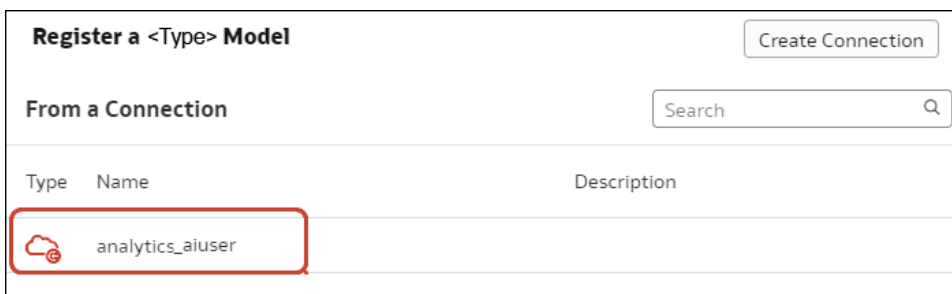 Register a <Type> Model
Create Connection
From a Connection
Search
Type Name Description
analytics_aiuser